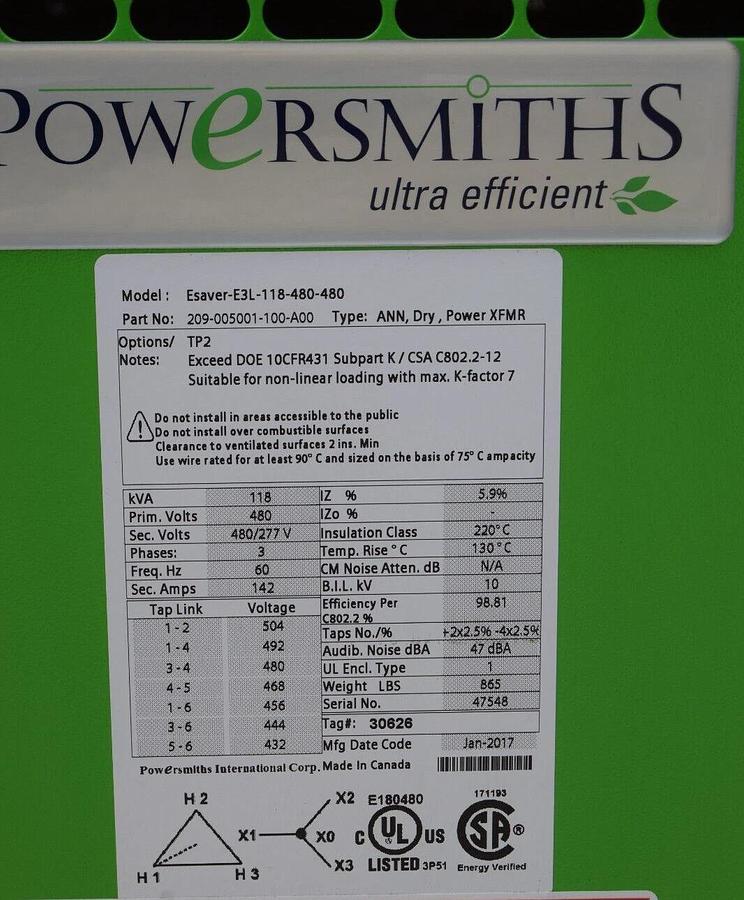 POWERSMITHS
ultra efficient
Model : Esaver-E3L-118-480-480
Part No: 209-005001-100-A00 Type: ANN, Dry , Power XFMR
Options/ TP2
Notes: Exceed DOE 10CFR431 Subpart K / CSA C802.2-12
Suitable for non-linear loading with max. K-factor 7
Do not install in areas accessible to the public
Do not install over combustible surfaces
Clearance to ventilated surfaces 2 ins. Min
Use wire rated for at least 90° C and sized on the basis of 75° C ampacity
kVA 118 IZ % 5.9%
Prim. Volts 480 IZo % -
Sec. Volts 480/277 V Insulation Class 220°C
Phases: 3 Temp. Rise °C 130°C
Freq. Hz 60 CM Noise Atten. dB N/A
Sec. Amps 142 B.I.L. kV 10
Tap Link Voltage Efficiency Per C802.2 % 98.81
1 - 2 504 Taps No./% +2x2.5% -4x2.5%
1 - 4 492 Audib. Noise dBA 47 dBA
3 - 4 480 UL Encl. Type 1
4 - 5 468 Weight LBS 865
1 - 6 456 Serial No. 47548
3 - 6 444 Tag#: 30626
5 - 6 432 Mfg Date Code Jan-2017
Powersmiths International Corp. Made In Canada
H 2 X2 E180480 171193
X1 X0 C UL US SA ®
H 1 H 3 X3 LISTED 3P51 Energy Verified